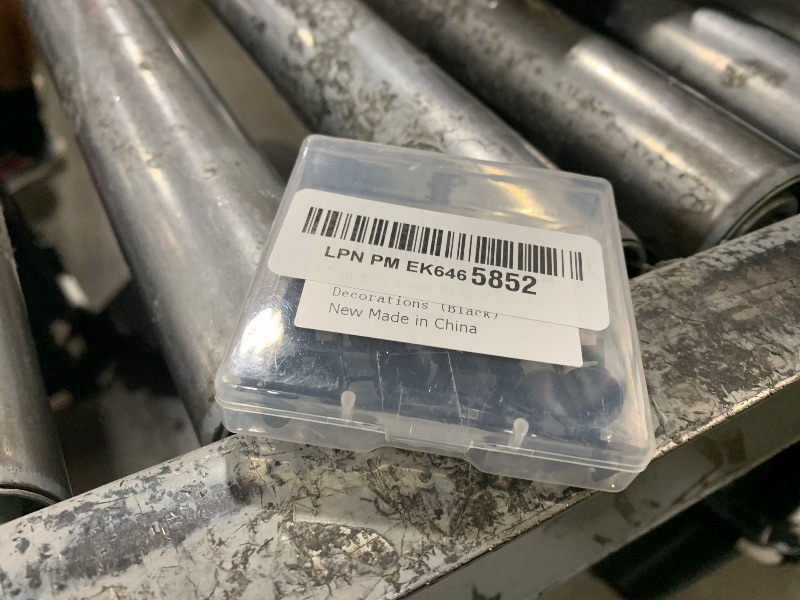 LPN PM EK646 5852
Decorations (Black)
New Made in China